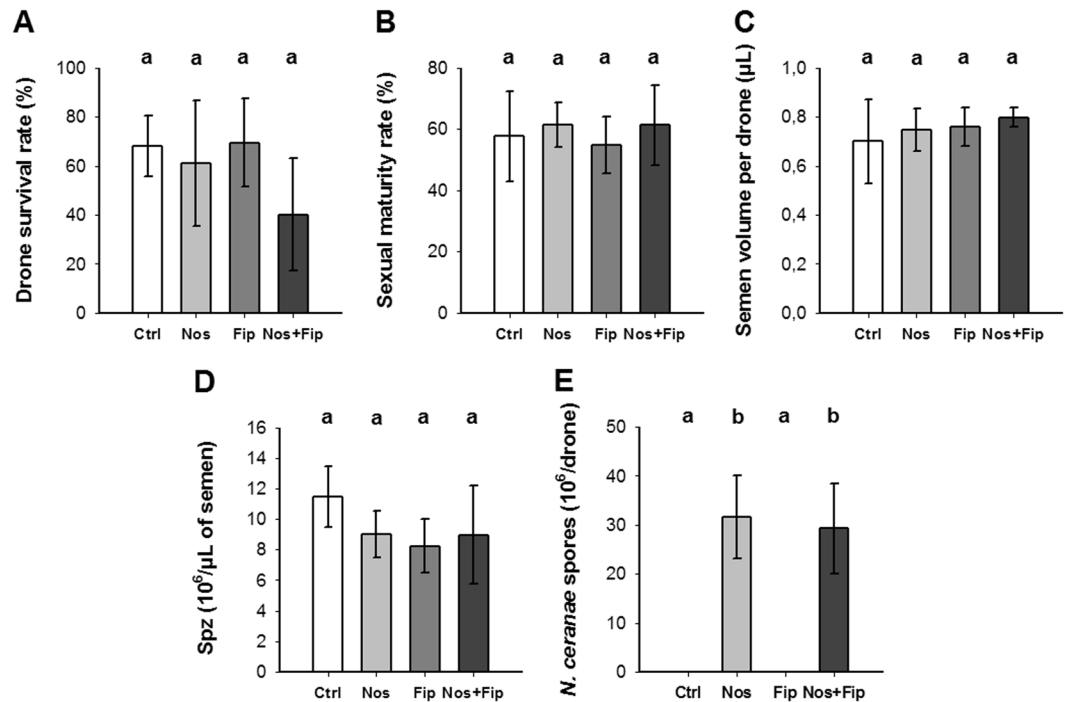 A
Drone survival rate (%)
a a a a
100
80
60
40
20
0
Ctrl Nos Fip Nos+Fip
B
Sexual maturity rate (%)
a a a a
80
60
40
20
0
Ctrl Nos Fip Nos+Fip
C
Semen volume per drone (µL)
a a a a
1,0
0,8
0,6
0,4
0,2
0,0
Ctrl Nos Fip Nos+Fip
D
Spz (10⁶/µL of semen)
a a a a
16
14
12
10
8
6
4
2
0
Ctrl Nos Fip Nos+Fip
E
N. ceranae spores (10⁶/drone)
a b a b
50
40
30
20
10
0
Ctrl Nos Fip Nos+Fip